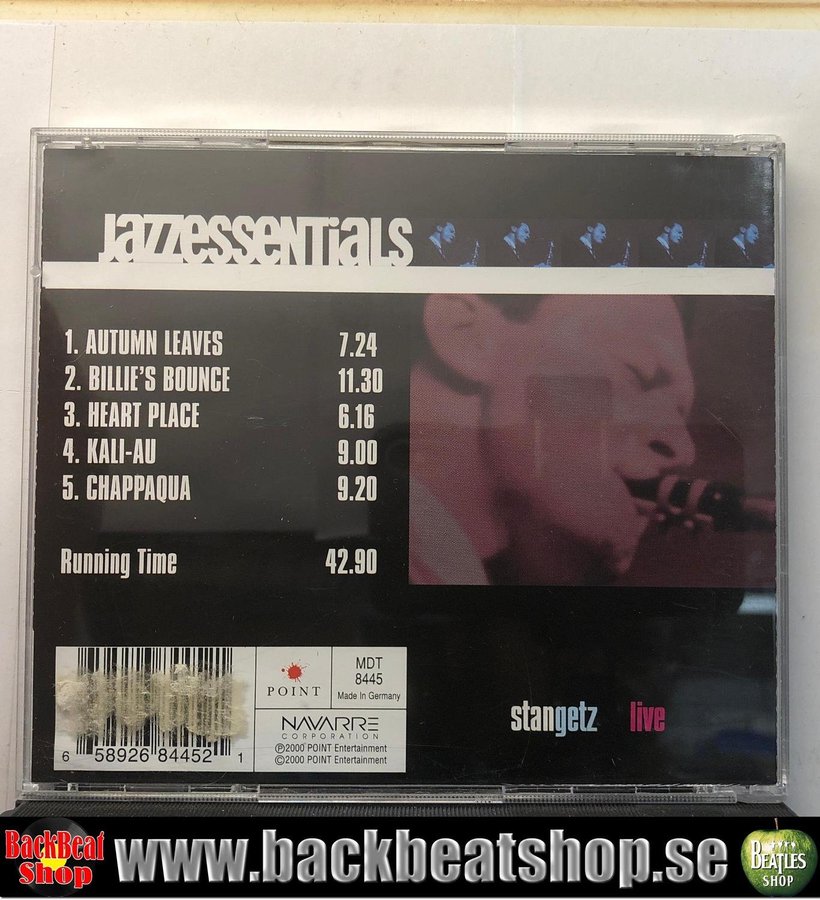 JAZZESSENTiALS
1. AUTUMN LEAVES 7.24
2. BILLIE'S BOUNCE 11.30
3. HEART PLACE 6.16
4. KALI-AU 9.00
5. CHAPPAQUA 9.20
Running Time 42.90
6 58926 84452 1
POINT
MDT
8445
Made In Germany
NAVARRE
CORPORATION
Ⓟ2000 POINT Entertainment
©2000 POINT Entertainment
stangetz live
BackBeat
Shop
www.backbeatshop.se
BEATLES
SHOP